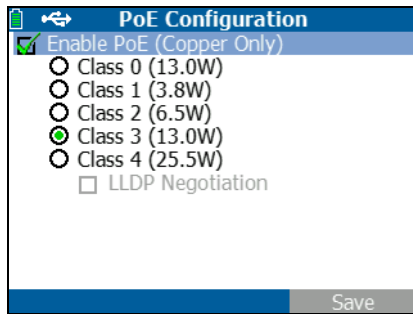 PoE Configuration
Enable PoE (Copper Only)
Class 0 (13.0W)
Class 1 (3.8W)
Class 2 (6.5W)
Class 3 (13.0W)
Class 4 (25.5W)
LLDP Negotiation
Save